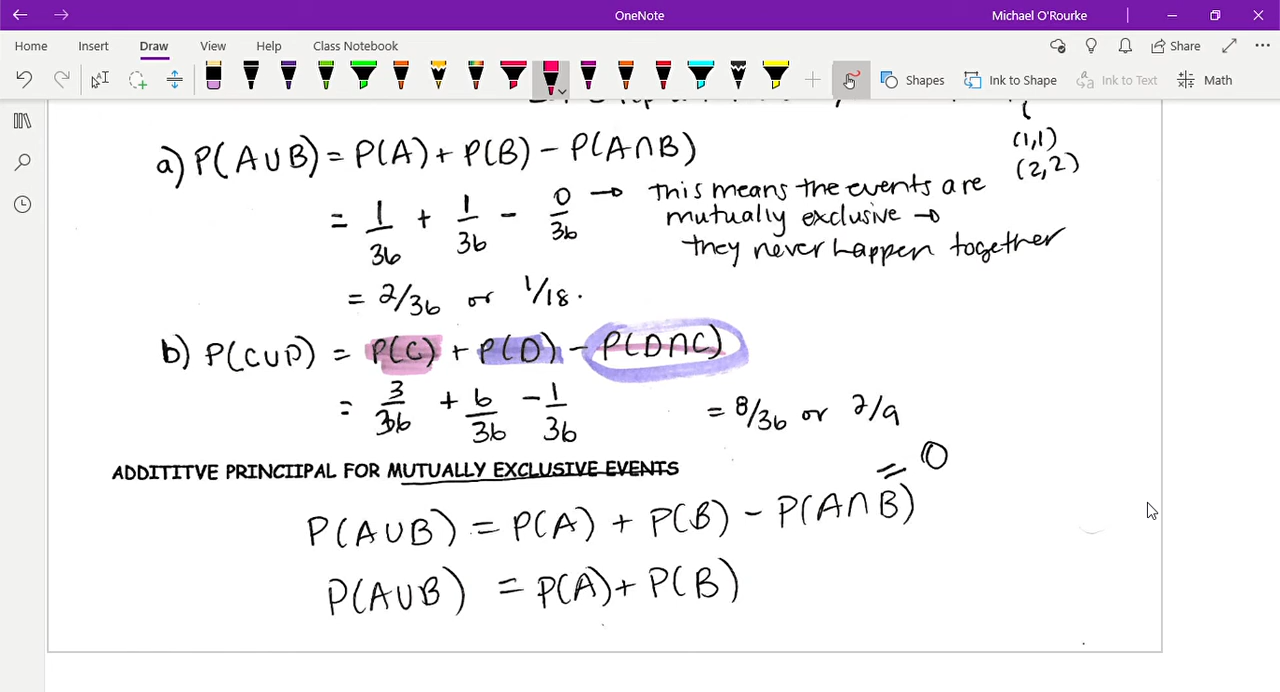 OneNote
Michael O'Rourke
Home Insert Draw View Help Class Notebook
Share
Shapes Ink to Shape Ink to Text Math
(1,1)
(2,2)
a) P(A∪B) = P(A) + P(B) - P(A∩B)
= 1/36 + 1/36 - 0/36 → this means the events are
mutually exclusive →
they never happen together
= 2/36 or 1/18.
b) P(C∪D) = P(C) + P(D) - P(D∩C)
= 3/36 + 6/36 - 1/36 = 8/36 or 2/9
ADDITITVE PRINCIIPAL FOR MUTUALLY EXCLUSIVE EVENTS
= 0
P(A∪B) = P(A) + P(B) - P(A∩B)
P(A∪B) = P(A) + P(B)